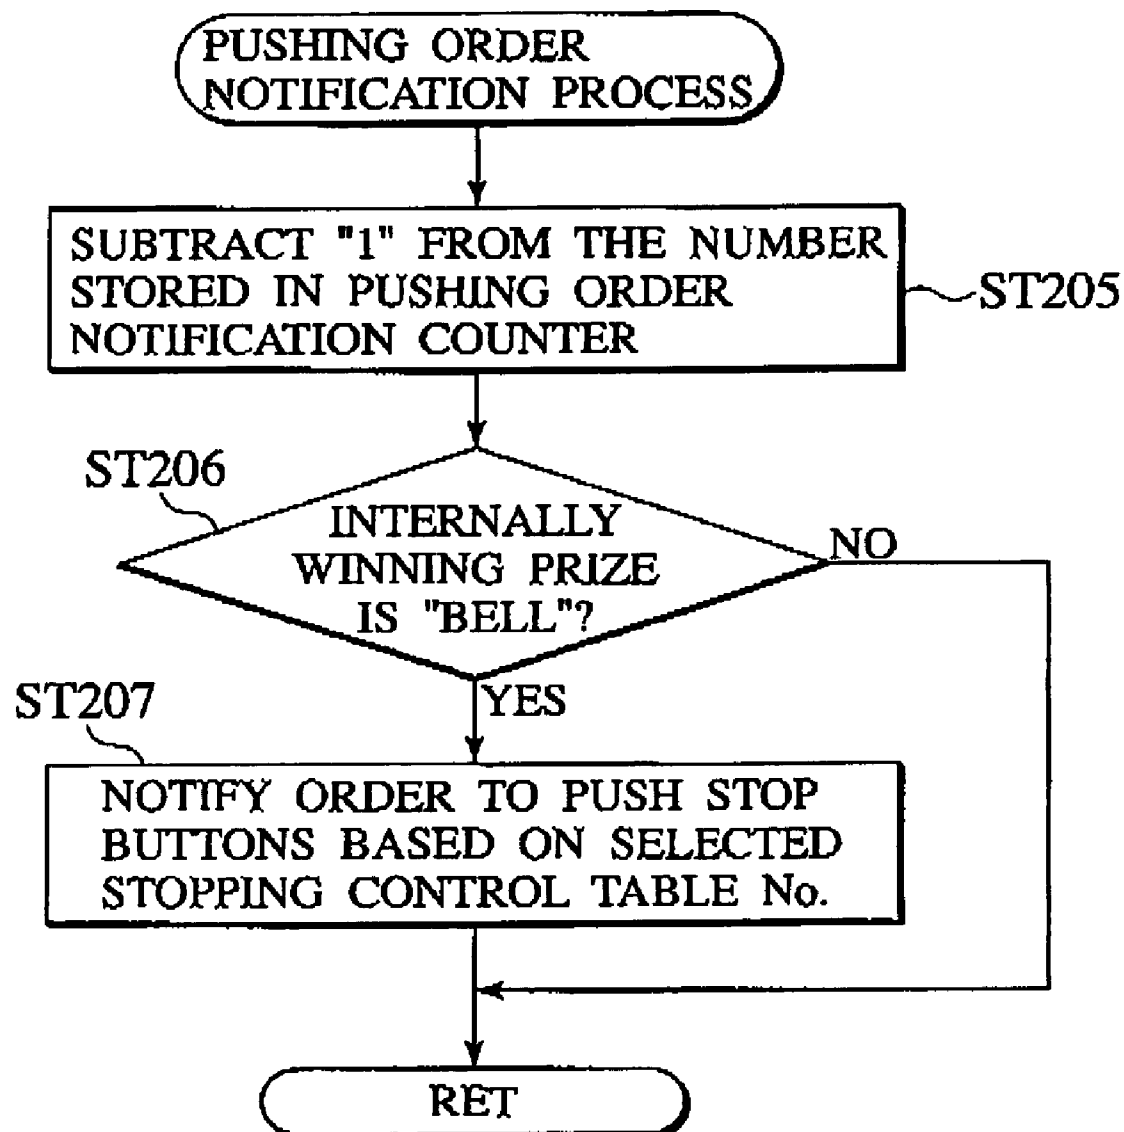 PUSHING ORDER
NOTIFICATION PROCESS
SUBTRACT "1" FROM THE NUMBER
STORED IN PUSHING ORDER
NOTIFICATION COUNTER
ST205
ST206
INTERNALLY
WINNING PRIZE
IS "BELL"?
NO
YES
ST207
NOTIFY ORDER TO PUSH STOP
BUTTONS BASED ON SELECTED
STOPPING CONTROL TABLE No.
RET